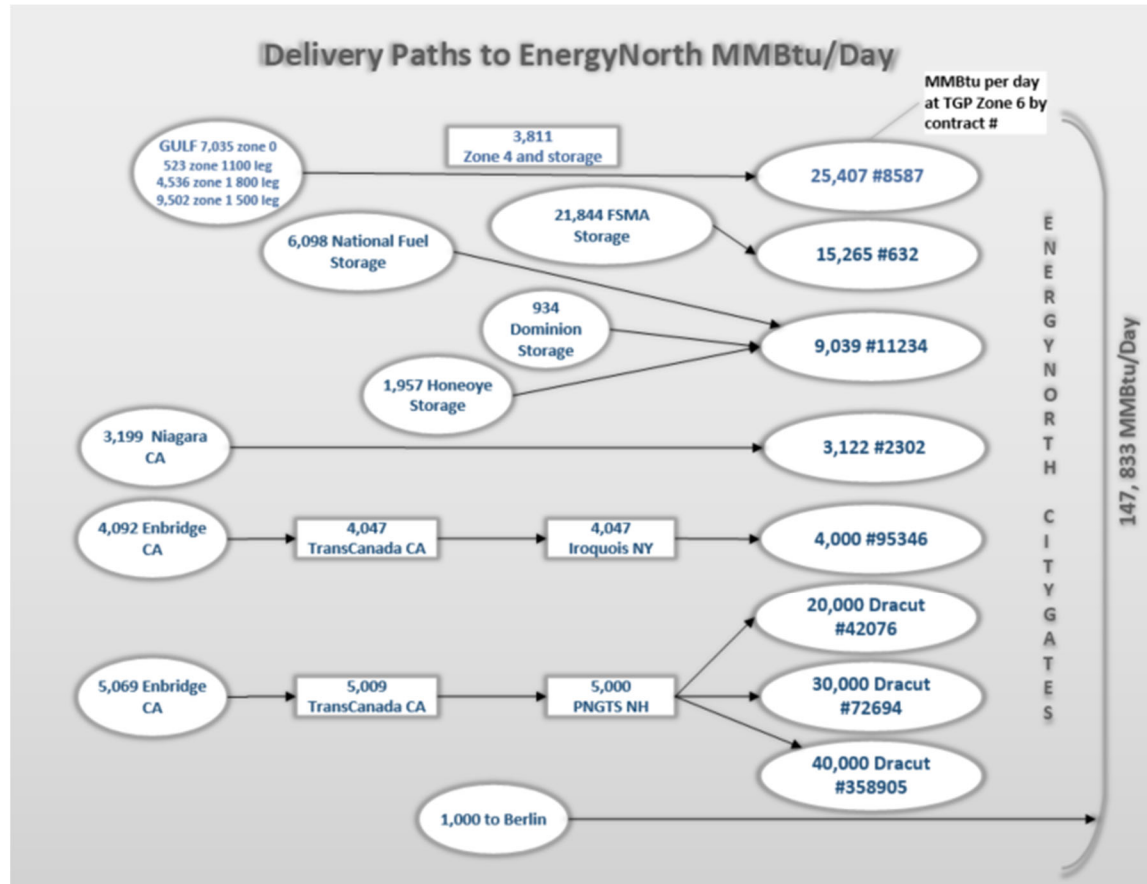 Delivery Paths to EnergyNorth MMBtu/Day
MMBtu per day
at TGP Zone 6 by
contract #
GULF 7,035 zone 0
523 zone 1100 leg
4,536 zone 1 800 leg
9,502 zone 1 500 leg
3,811
Zone 4 and storage
25,407 #8587
21,844 FSMA
Storage
15,265 #632
6,098 National Fuel
Storage
934
Dominion
Storage
9,039 #11234
1,957 Honeoye
Storage
3,199 Niagara
CA
3,122 #2302
4,092 Enbridge
CA
4,047
TransCanada CA
4,047
Iroquois NY
4,000 #95346
20,000 Dracut
#42076
5,069 Enbridge
CA
5,009
TransCanada CA
5,000
PNGTS NH
30,000 Dracut
#72694
40,000 Dracut
#358905
1,000 to Berlin
ENERGYNORTH CITYGATES
147, 833 MMBtu/Day